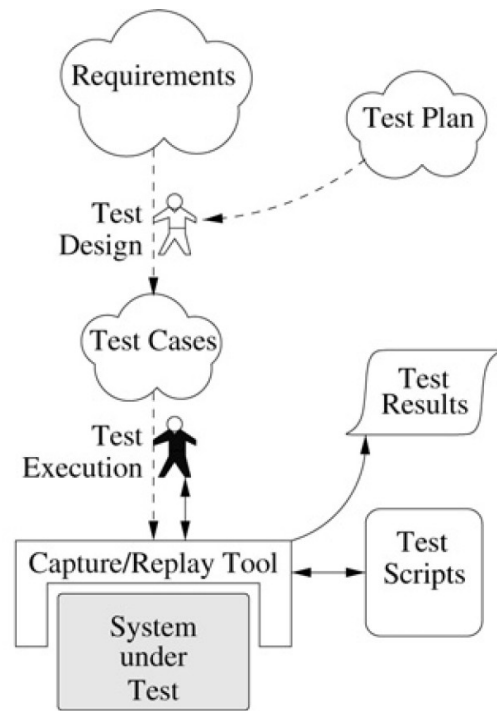 Requirements
Test Plan
Test
Design
Test Cases
Test
Execution
Test
Results
Capture/Replay Tool
Test
Scripts
System
under
Test